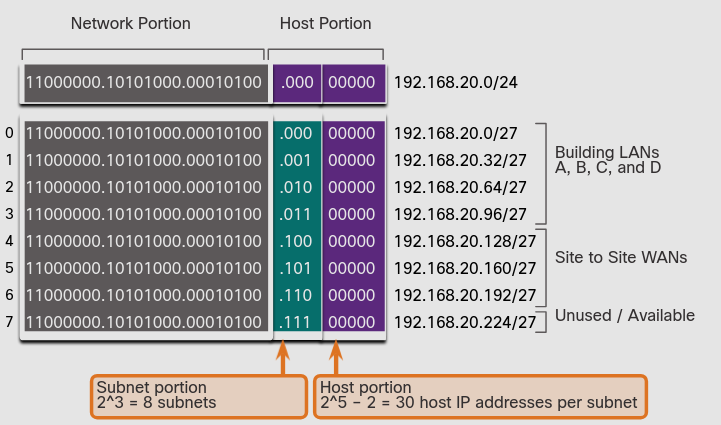 Network Portion Host Portion
11000000.10101000.00010100 .000 00000 192.168.20.0/24
0 11000000.10101000.00010100 .000 00000 192.168.20.0/27
1 11000000.10101000.00010100 .001 00000 192.168.20.32/27
2 11000000.10101000.00010100 .010 00000 192.168.20.64/27
3 11000000.10101000.00010100 .011 00000 192.168.20.96/27
Building LANs
A, B, C, and D
4 11000000.10101000.00010100 .100 00000 192.168.20.128/27
5 11000000.10101000.00010100 .101 00000 192.168.20.160/27
6 11000000.10101000.00010100 .110 00000 192.168.20.192/27
Site to Site WANs
7 11000000.10101000.00010100 .111 00000 192.168.20.224/27
Unused / Available
Subnet portion
2^3 = 8 subnets
Host portion
2^5 − 2 = 30 host IP addresses per subnet